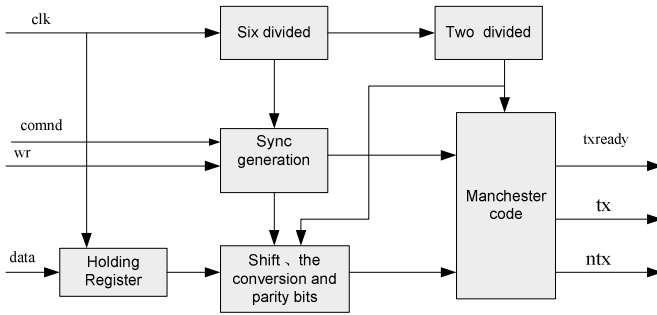 clk
Six divided
Two divided
comnd
wr
Sync
generation
txready
Manchester
code
tx
data
Holding
Register
Shift 、the
conversion and
parity bits
ntx